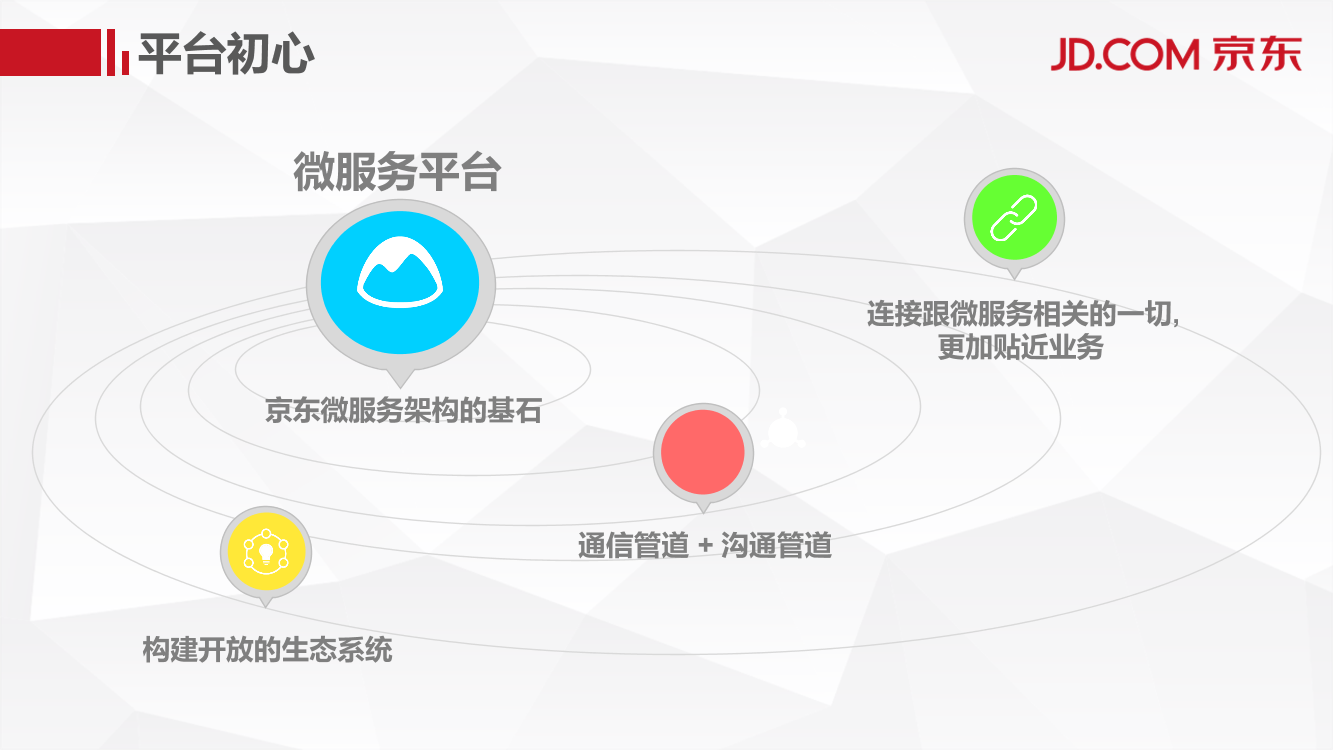 平台初心
JD.COM 京东
微服务平台
连接跟微服务相关的一切,
更加贴近业务
京东微服务架构的基石
通信管道 + 沟通管道
构建开放的生态系统